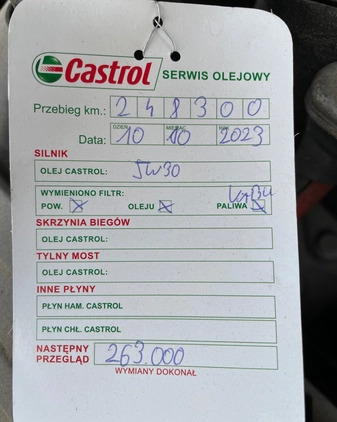 Castrol SERWIS OLEJOWY
Przebieg km.: 248300
DZIEŃ MIESIĄC ROK
Data: 10 10 2023
SILNIK
OLEJ CASTROL: 5W30
WYMIENIONO FILTR:
POW. OLEJU PALIWA
SKRZYNIA BIEGÓW
OLEJ CASTROL:
TYLNY MOST
OLEJ CASTROL:
INNE PŁYNY
PŁYN HAM. CASTROL
PŁYN CHŁ. CASTROL
NASTĘPNY PRZEGLĄD 263.000
WYMIANY DOKONAŁ